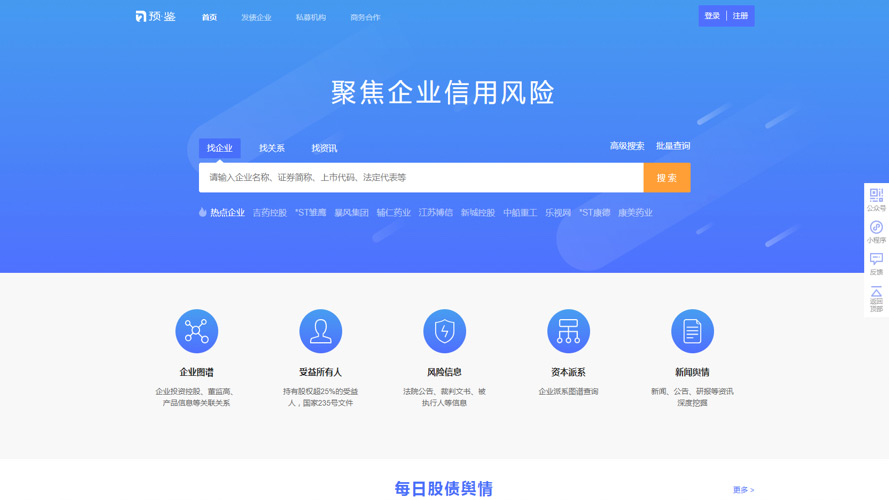 预·鉴 首页 发债企业 私募机构 商务合作 登录 注册
聚焦企业信用风险
找企业 找关系 找资讯 高级搜索 批量查询
请输入企业名称、证券简称、上市代码、法定代表等 搜索
热点企业 吉药控股 *ST雏鹰 暴风集团 辅仁药业 江苏博信 新城控股 中船重工 乐视网 *ST康德 康美药业
公众号
小程序
反馈
返回
顶部
企业图谱 受益所有人 风险信息 资本派系 新闻舆情
企业投资控股、董监高、 持有股权超25%的受益 法院公告、裁判文书、被 企业派系图谱查询 新闻、公告、研报等资讯
产品信息等关联关系 人，国家235号文件 执行人等信息 深度挖掘
每日股债舆情 更多 >